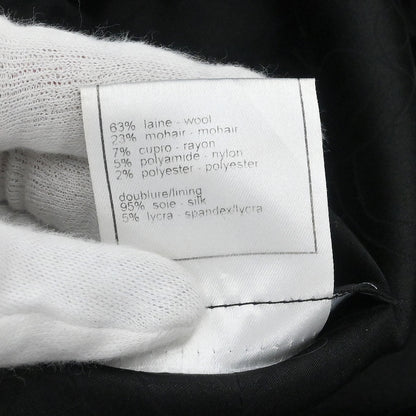 63% laine - wool
23% mohair - mohair
7% cupro - rayon
5% polyamide - nylon
2% polyester - polyester
doublure/lining
95% soie - silk
5% lycra - spandex/lycra